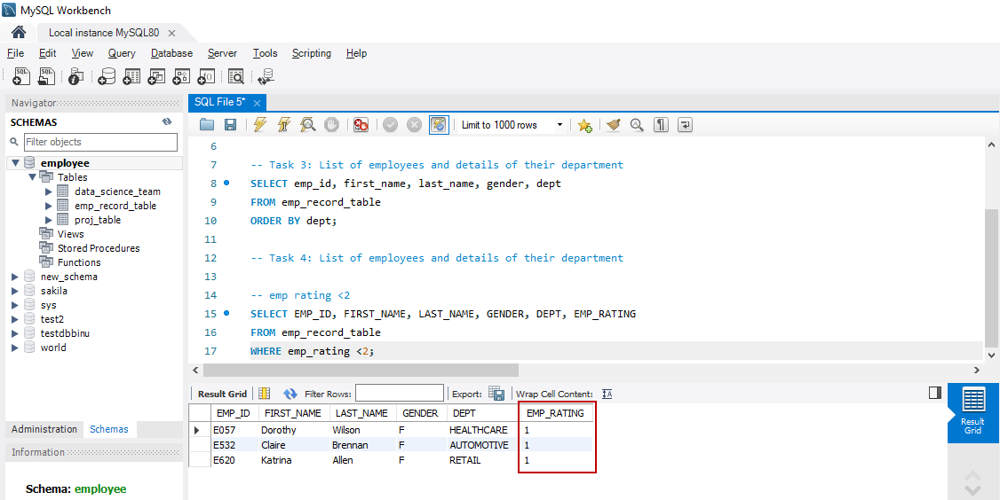 MySQL Workbench
Local instance MySQL80
File Edit View Query Database Server Tools Scripting Help
Navigator
SCHEMAS
Filter objects
employee
Tables
data_science_team
emp_record_table
proj_table
Views
Stored Procedures
Functions
new_schema
sakila
sys
test2
testdbbinu
world
Administration Schemas
Information
Schema: employee
SQL File 5*
Limit to 1000 rows
6
7 -- Task 3: List of employees and details of their department
8 SELECT emp_id, first_name, last_name, gender, dept
9 FROM emp_record_table
10 ORDER BY dept;
11
12 -- Task 4: List of employees and details of their department
13
14 -- emp rating <2
15 SELECT EMP_ID, FIRST_NAME, LAST_NAME, GENDER, DEPT, EMP_RATING
16 FROM emp_record_table
17 WHERE emp_rating <2;
Result Grid Filter Rows: Export: Wrap Cell Content:
EMP_ID FIRST_NAME LAST_NAME GENDER DEPT EMP_RATING
E057 Dorothy Wilson F HEALTHCARE 1
E532 Claire Brennan F AUTOMOTIVE 1
E620 Katrina Allen F RETAIL 1
Result
Grid